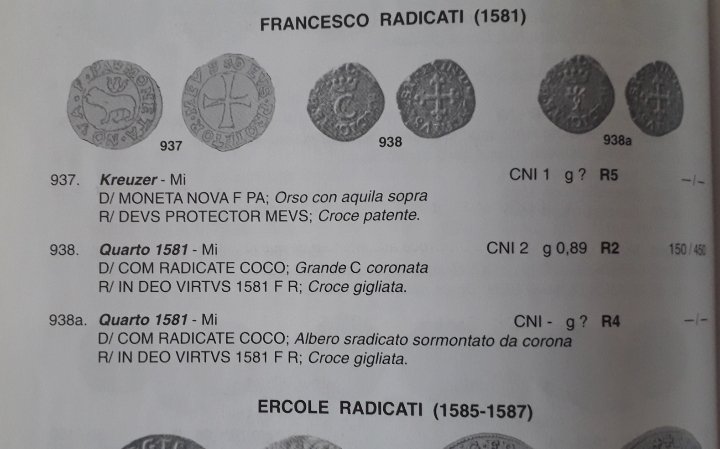 FRANCESCO RADICATI (1581)
937
938
938a
937. Kreuzer - Mi CNI 1 g ? R5 –/–
D/ MONETA NOVA F PA; Orso con aquila sopra
R/ DEVS PROTECTOR MEVS; Croce patente.
938. Quarto 1581 - Mi CNI 2 g 0,89 R2 150/450
D/ COM RADICATE COCO; Grande C coronata
R/ IN DEO VIRTVS 1581 F R; Croce gigliata.
938a. Quarto 1581 - Mi CNI - g ? R4 –/–
D/ COM RADICATE COCO; Albero sradicato sormontato da corona
R/ IN DEO VIRTVS 1581 F R; Croce gigliata.
ERCOLE RADICATI (1585-1587)